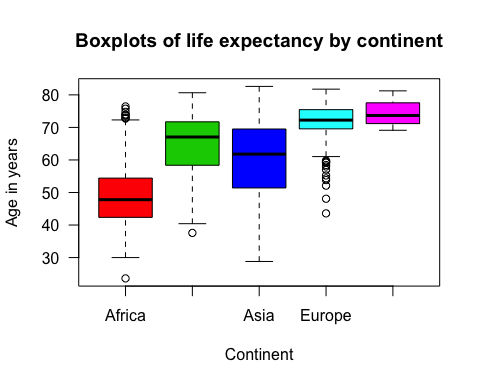 Boxplots of life expectancy by continent
Age in years
80
70
60
50
40
30
Africa Asia Europe
Continent